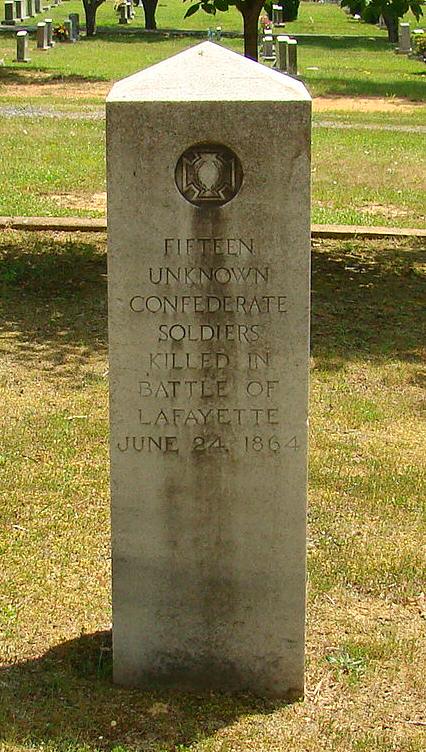 FIFTEEN
UNKNOWN
CONFEDERATE
SOLDIERS
KILLED IN
BATTLE OF
LAFAYETTE
JUNE 24, 1864